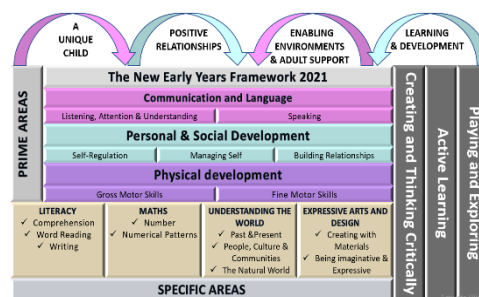 A
UNIQUE
CHILD
POSITIVE
RELATIONSHIPS
ENABLING
ENVIRONMENTS
& ADULT SUPPORT
LEARNING
& DEVELOPMENT
PRIME AREAS
The New Early Years Framework 2021
Communication and Language
Listening, Attention & Understanding
Speaking
Personal & Social Development
Self-Regulation
Managing Self
Building Relationships
Physical development
Gross Motor Skills
Fine Motor Skills
LITERACY
✓ Comprehension
✓ Word Reading
✓ Writing
MATHS
✓ Number
✓ Numerical Patterns
UNDERSTANDING THE
WORLD
✓ Past &Present
✓ People, Culture &
Communities
✓ The Natural World
EXPRESSIVE ARTS AND
DESIGN
✓ Creating with
Materials
✓ Being imaginative &
Expressive
SPECIFIC AREAS
Creating and Thinking Critically
Active Learning
Playing and Exploring